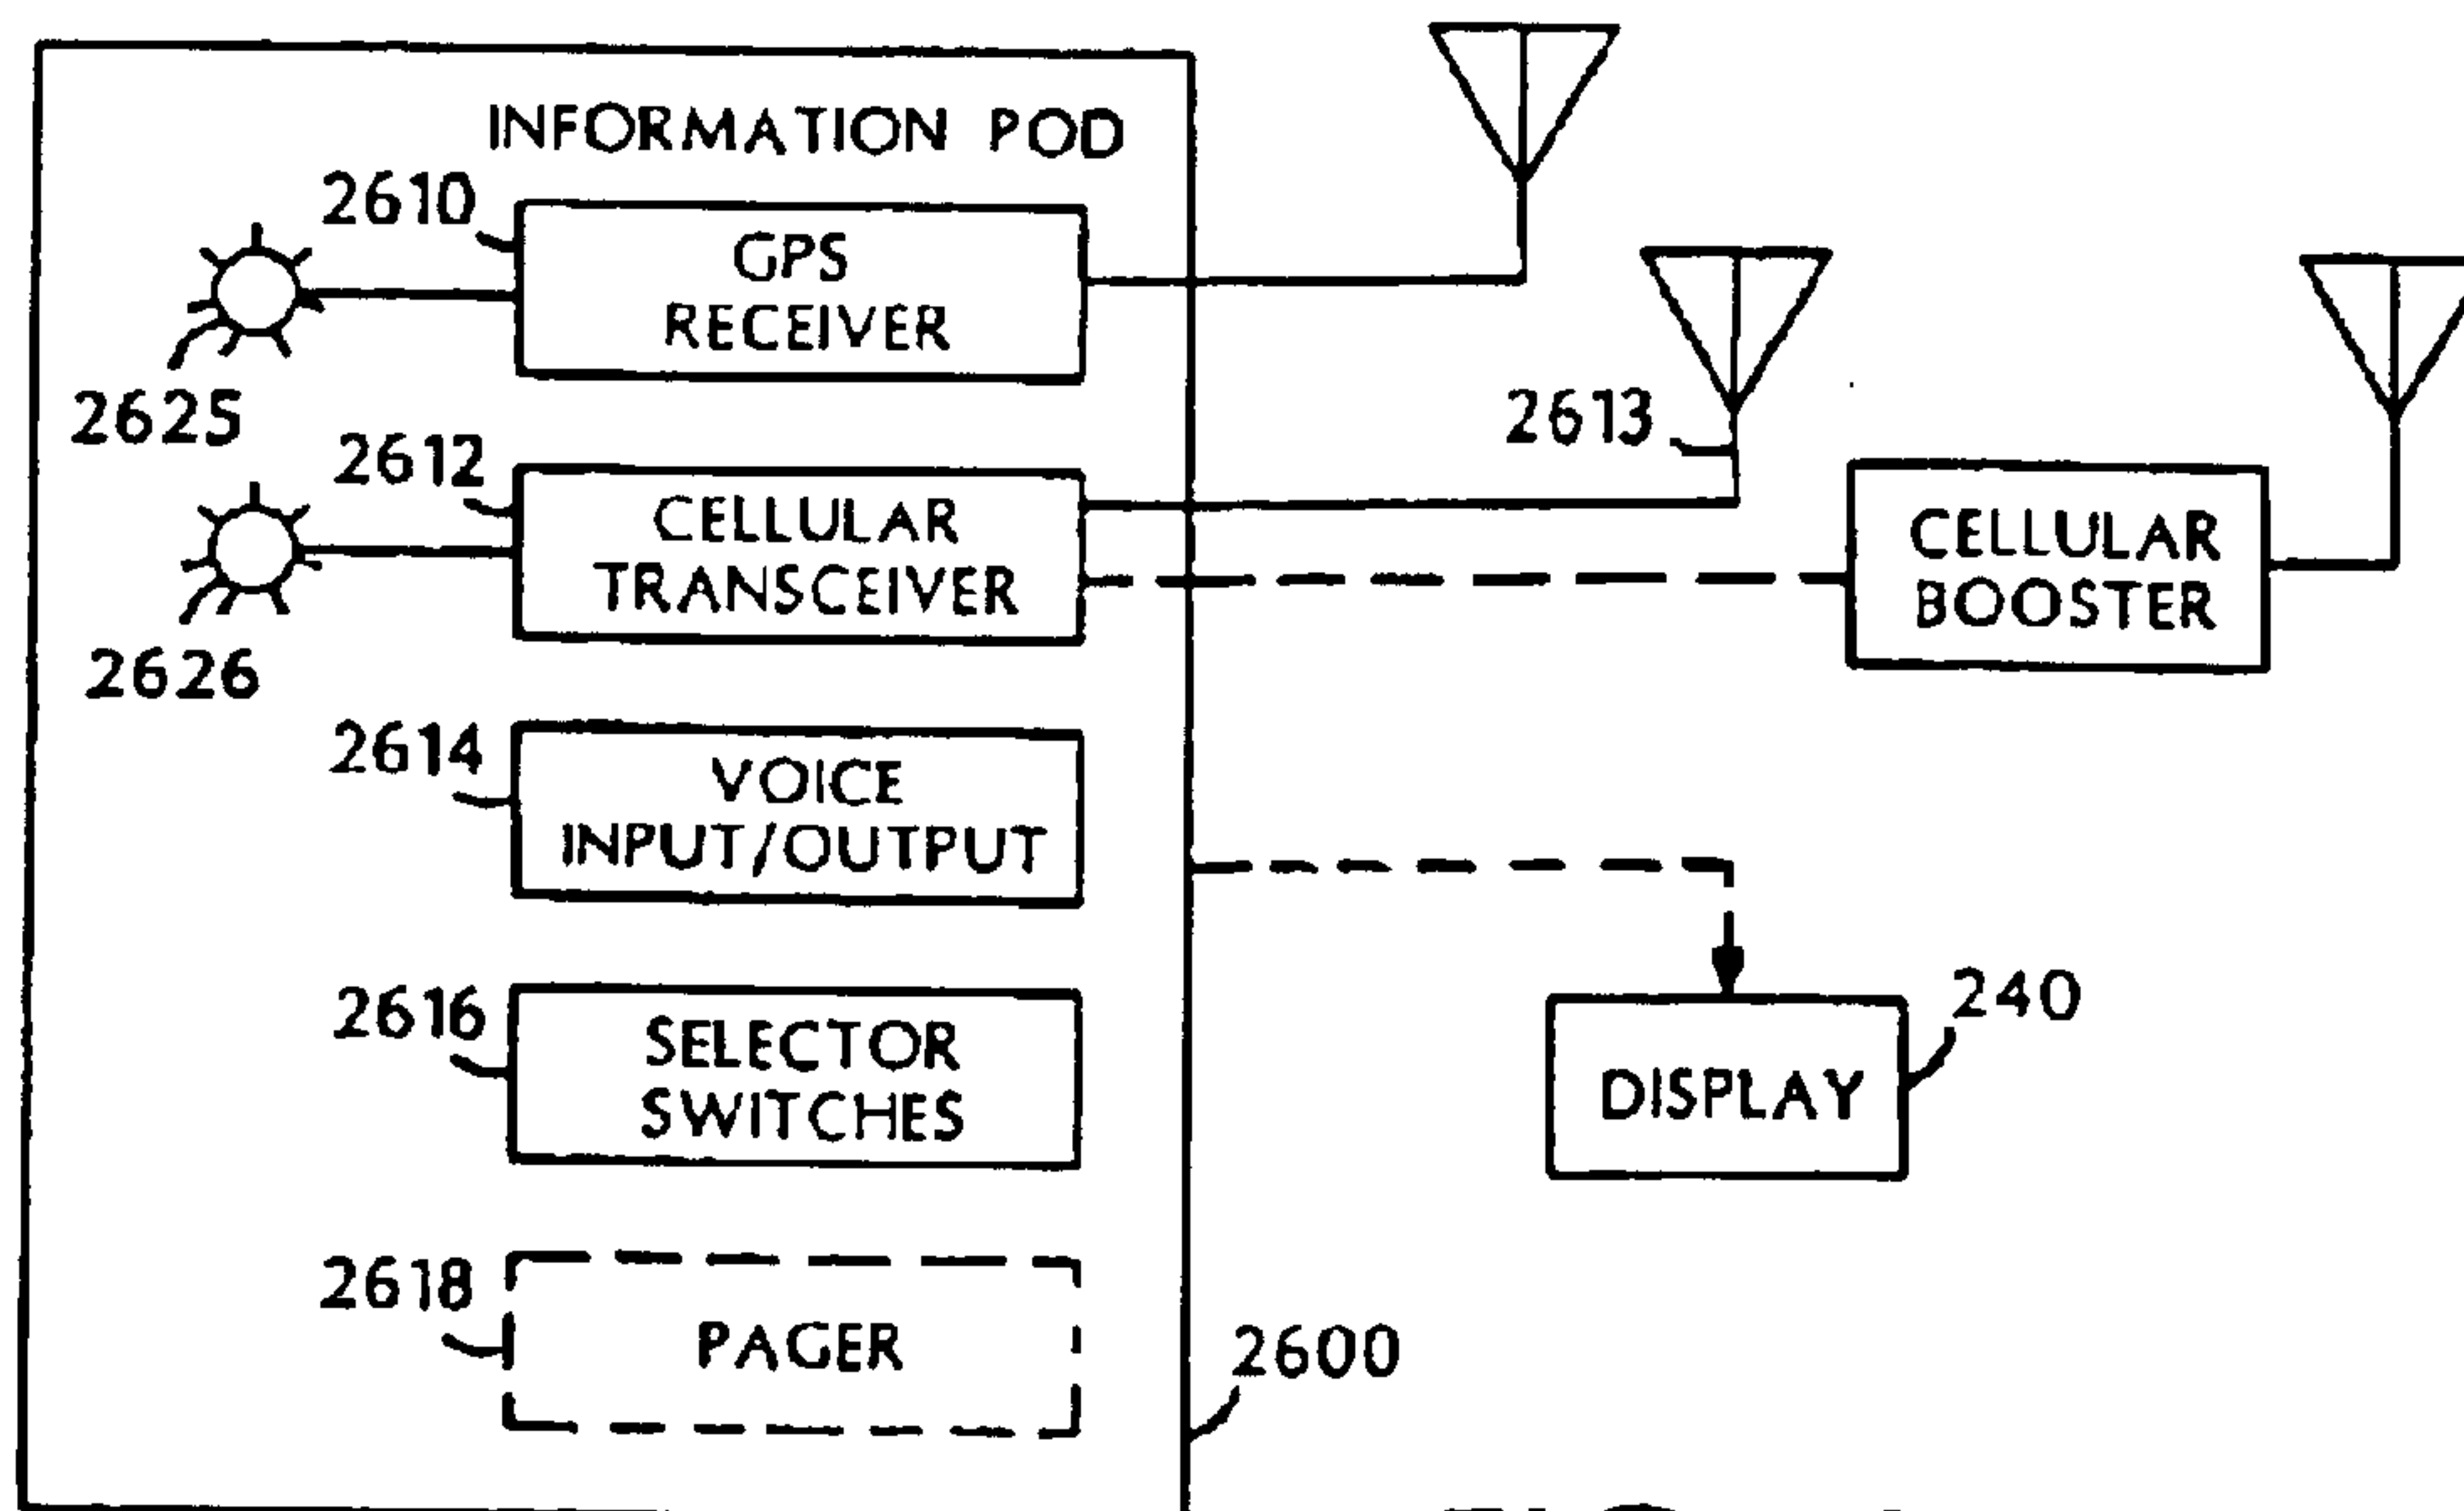 INFORMATION POD
2610
GPS
RECEIVER
2625
2612
CELLULAR
TRANSCEIVER
2613
CELLULAR
BOOSTER
2626
2614
VOICE
INPUT/OUTPUT
2616
SELECTOR
SWITCHES
240
DISPLAY
2618
PAGER
2600